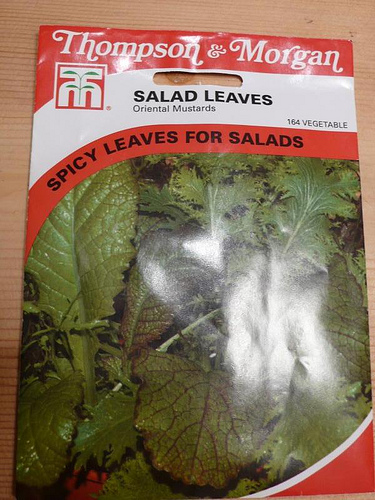 Thompson & Morgan
SALAD LEAVES
Oriental Mustards
164 VEGETABLE
SPICY LEAVES FOR SALADS